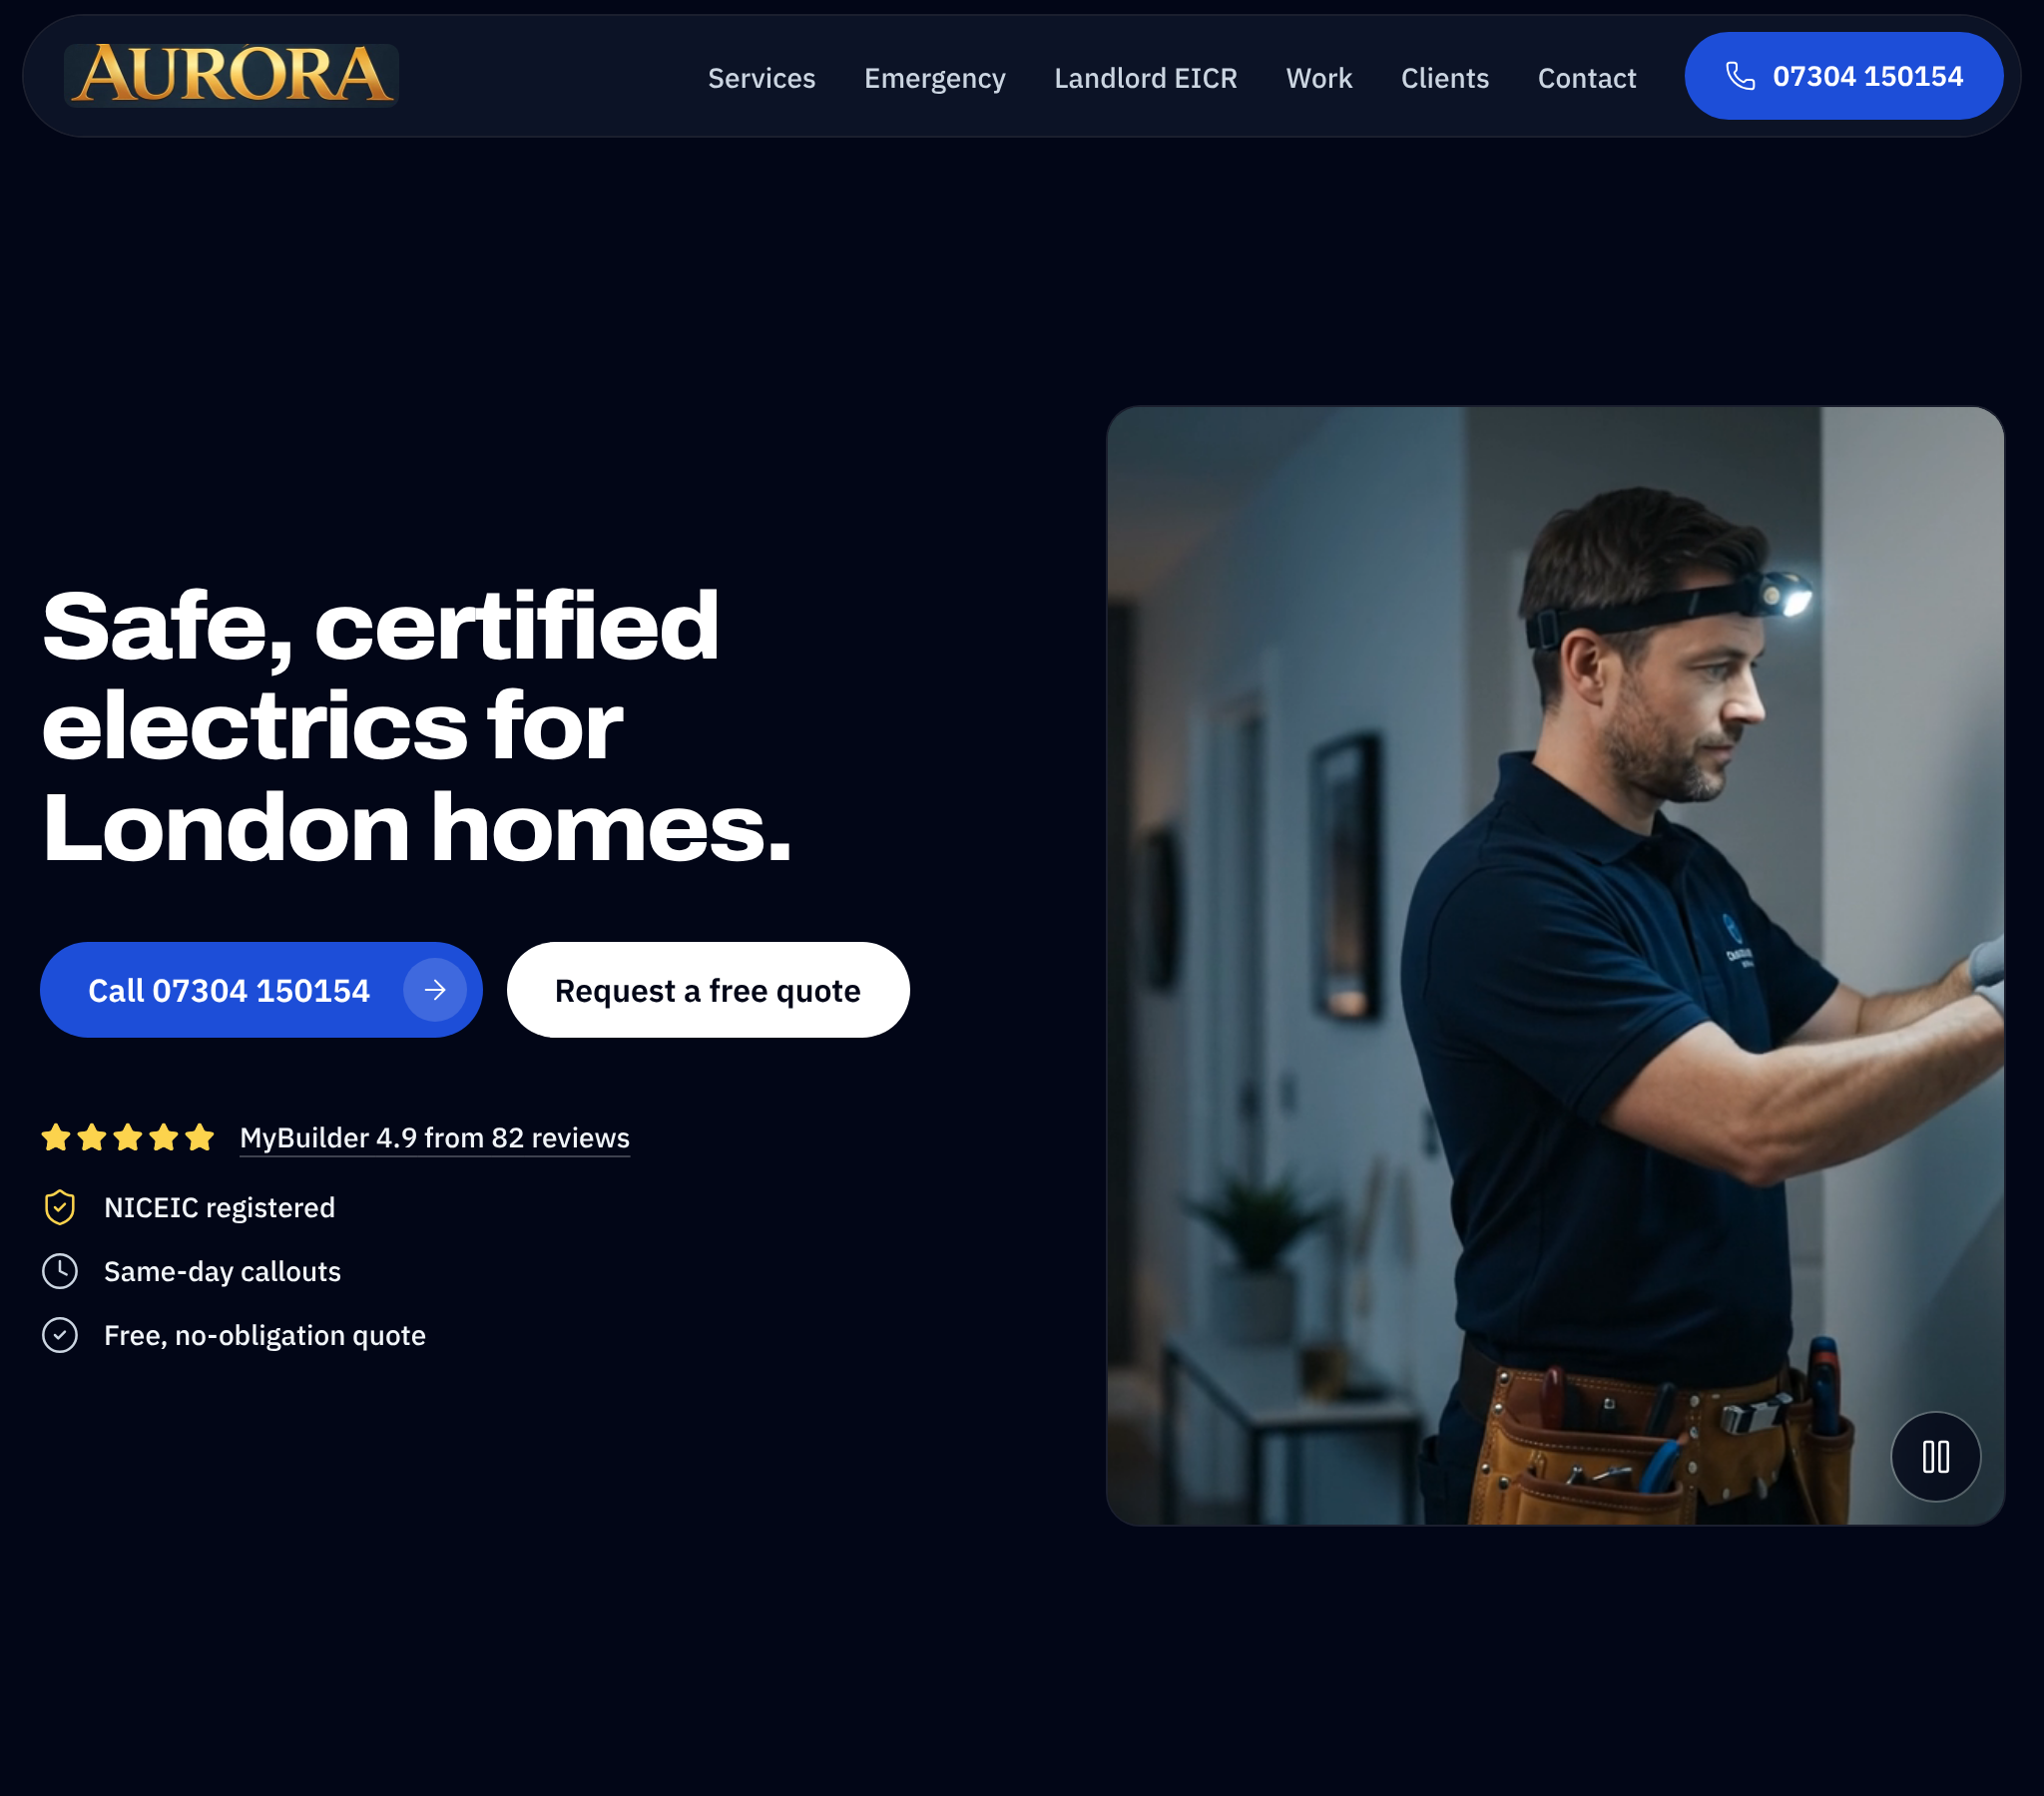 AURORA
Services
Emergency
Landlord EICR
Work
Clients
Contact
07304 150154
Safe, certified
electrics for
London homes.
Call 07304 150154
Request a free quote
MyBuilder 4.9 from 82 reviews
NICEIC registered
Same-day callouts
Free, no-obligation quote